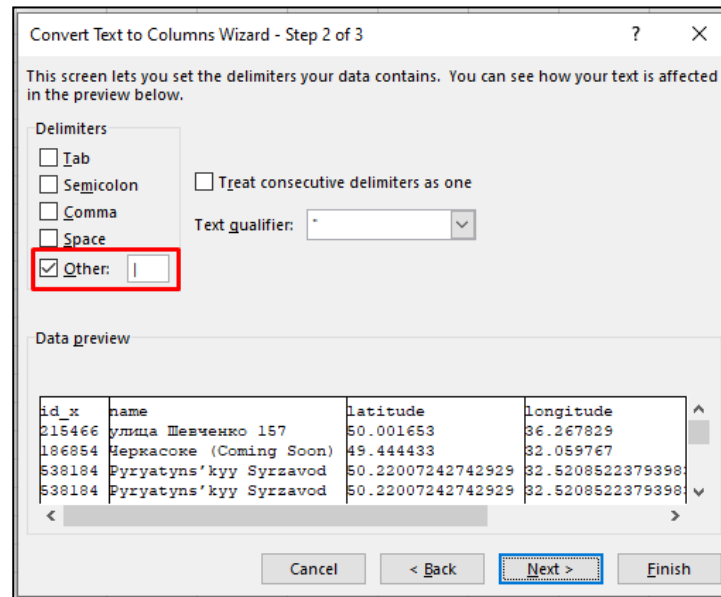 Convert Text to Columns Wizard - Step 2 of 3 ?
This screen lets you set the delimiters your data contains. You can see how your text is affected
in the preview below.
Delimiters
Tab
Semicolon
Comma
Space
Other: |
Treat consecutive delimiters as one
Text qualifier: "
Data preview
id_x name latitude longitude
215466 улица Шевченко 157 50.001653 36.267829
186854 Черкасоке (Coming Soon) 49.444433 32.059767
538184 Pyryatyns'kyy Syrzavod 50.22007242742929 32.5208522379398
538184 Pyryatyns'kyy Syrzavod 50.22007242742929 32.5208522379398
Cancel < Back Next > Finish